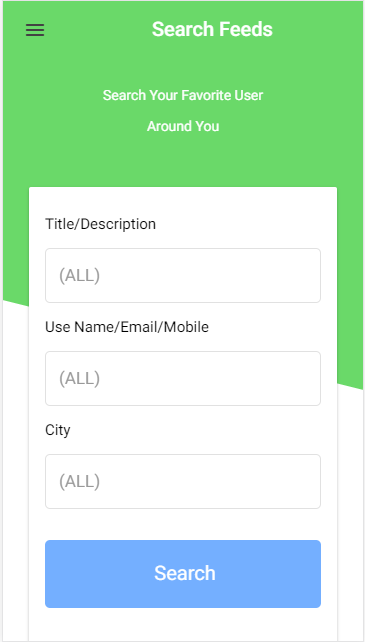 Search Feeds
Search Your Favorite User
Around You
Title/Description
(ALL)
Use Name/Email/Mobile
(ALL)
City
(ALL)
Search